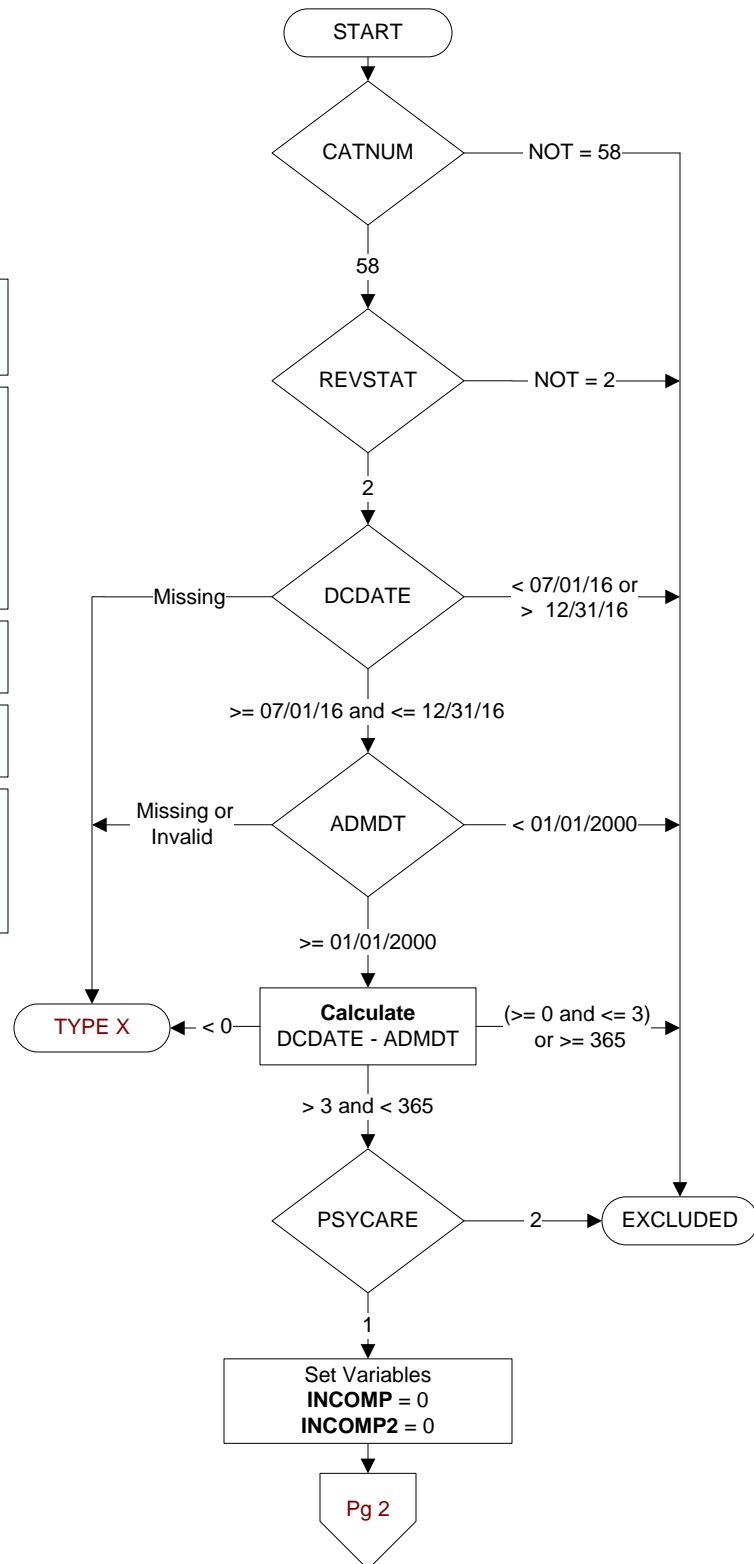 START
CATNUM
NOT = 58
58
REVSTAT
NOT = 2
2
Missing
DCDATE
< 07/01/16 or
> 12/31/16
>= 07/01/16 and <= 12/31/16
Missing or
Invalid
ADMDT
< 01/01/2000
>= 01/01/2000
TYPE X
< 0
Calculate
DCDATE - ADMDT
(>= 0 and <= 3)
or >= 365
> 3 and < 365
PSYCARE
2
EXCLUDED
1
Set Variables
INCOMP = 0
INCOMP2 = 0
Pg 2